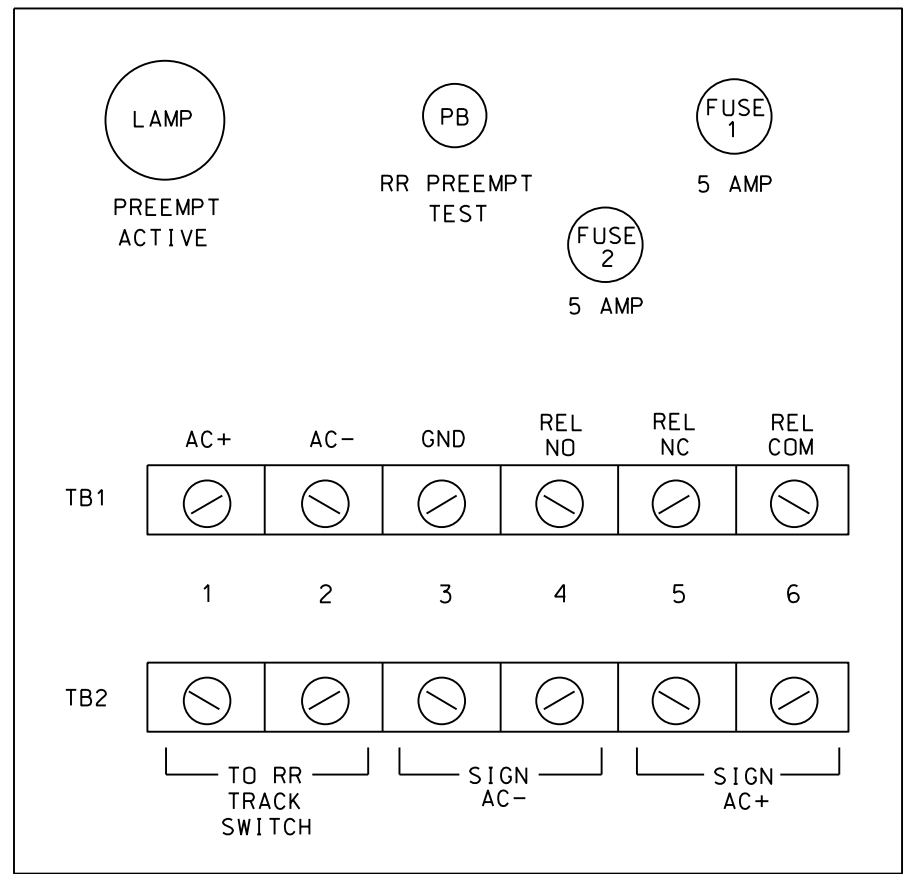 LAMP
PREEMPT
ACTIVE
PB
RR PREEMPT
TEST
FUSE
1
5 AMP
FUSE
2
5 AMP
AC+ AC- GND REL NO REL NC REL COM
TB1
1 2 3 4 5 6
TB2
TO RR
TRACK
SWITCH
SIGN
AC-
SIGN
AC+